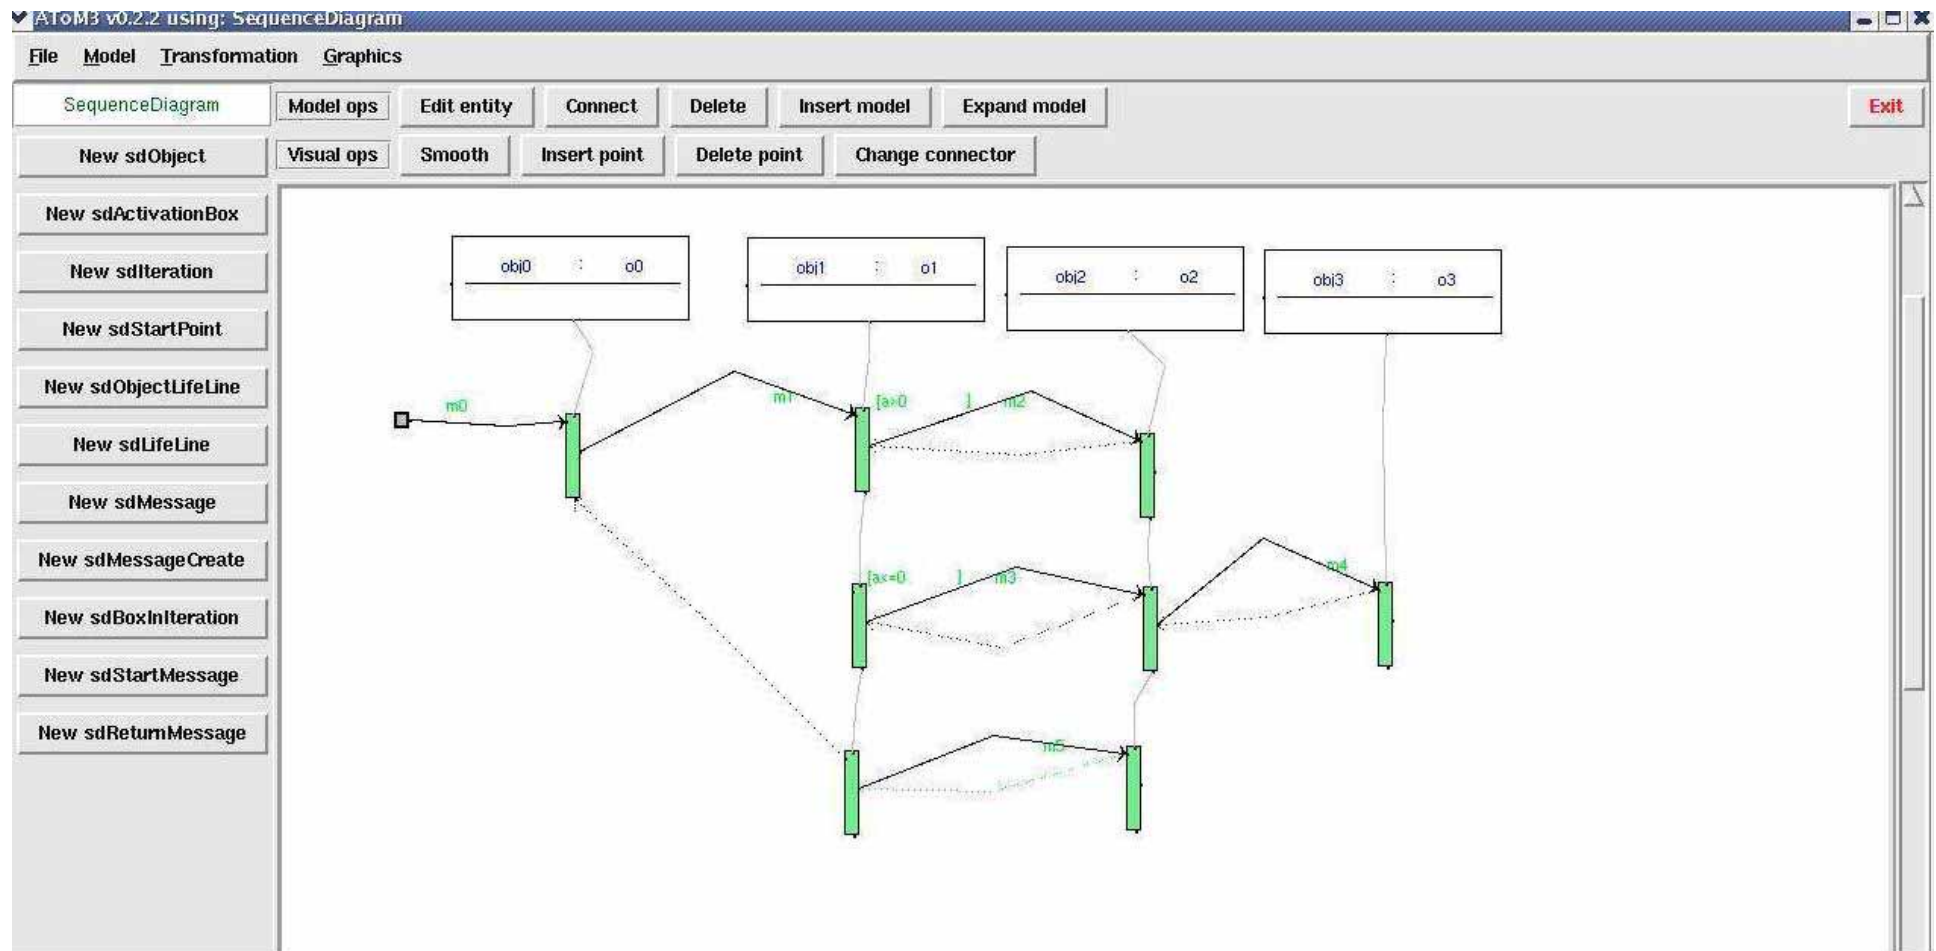 AToM3 v0.2.2 using: SequenceDiagram
File Model Transformation Graphics
SequenceDiagram Model ops Edit entity Connect Delete Insert model Expand model Exit
New sdObject Visual ops Smooth Insert point Delete point Change connector
New sdActivationBox
New sdIteration
New sdStartPoint
New sdObjectLifeLine
New sdLifeLine
New sdMessage
New sdMessageCreate
New sdBoxInIteration
New sdStartMessage
New sdReturnMessage
obj0 : o0
obj1 : o1
obj2 : o2
obj3 : o3
m0
m1
[a>0 ] m2
[a<=0 ] m3
m4
m5